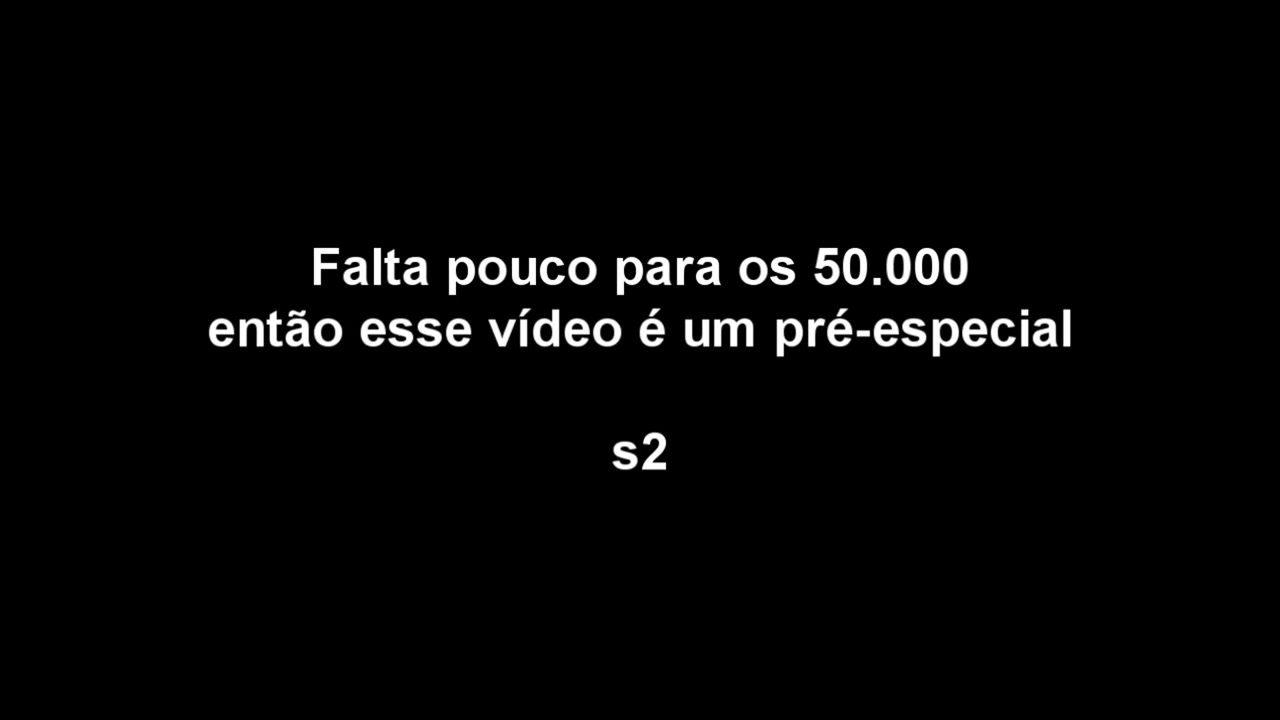 Falta pouco para os 50.000
então esse vídeo é um pré-especial
s2